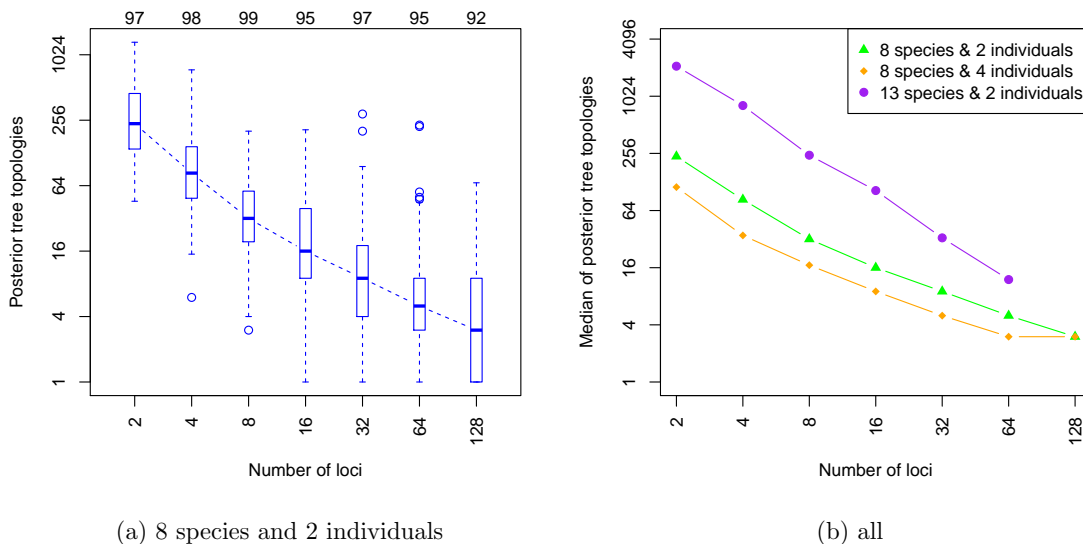 97 98 99 95 97 95 92
Posterior tree topologies
1024
256
64
16
4
1
2 4 8 16 32 64 128
Number of loci
(a) 8 species and 2 individuals
Median of posterior tree topologies
4096
1024
256
64
16
4
1
8 species & 2 individuals
8 species & 4 individuals
13 species & 2 individuals
2 4 8 16 32 64 128
Number of loci
(b) all